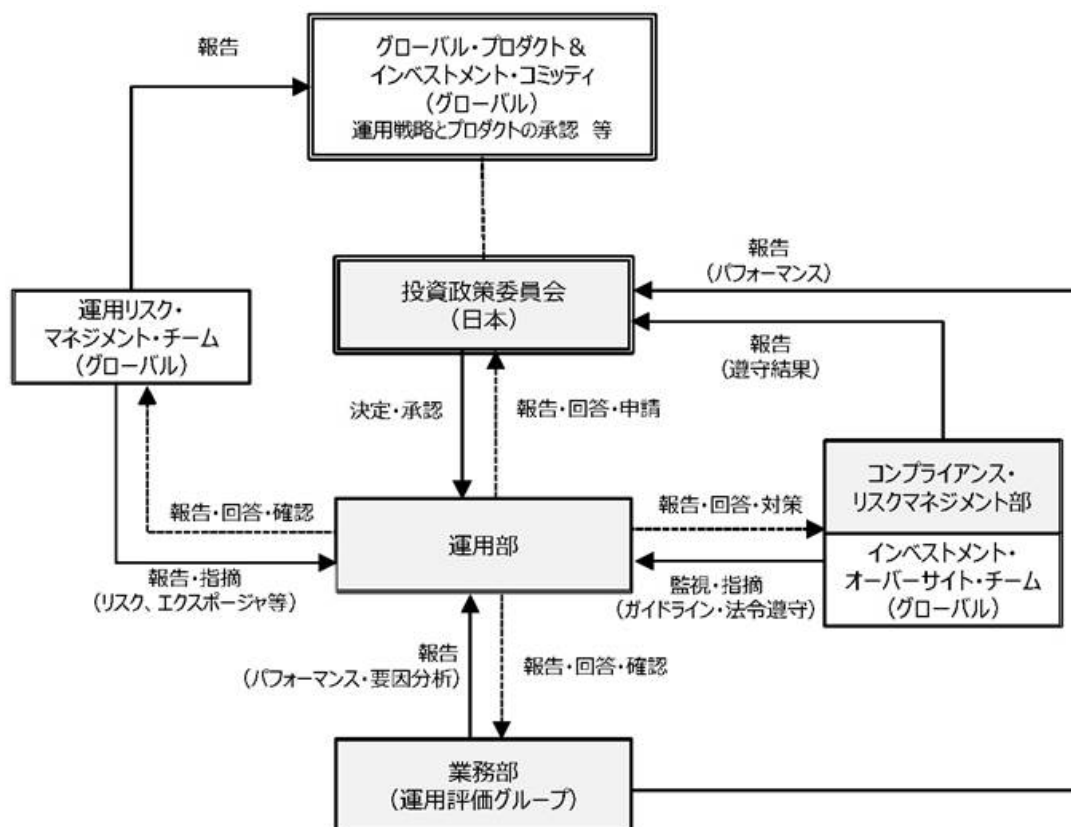 報告
グローバル・プロダクト＆
インベストメント・コミッティ
（グローバル）
運用戦略とプロダクトの承認　等
報告
（パフォーマンス）
投資政策委員会
（日本）
運用リスク・
マネジメント・チーム
（グローバル）
報告
（遵守結果）
決定・承認
報告・回答・申請
コンプライアンス・
リスクマネジメント部
報告・回答・確認
運用部
報告・回答・対策
インベストメント・
オーバーサイト・チーム
（グローバル）
報告・指摘
（リスク、エクスポージャ等）
監視・指摘
（ガイドライン・法令遵守）
報告
（パフォーマンス・要因分析）
報告・回答・確認
業務部
（運用評価グループ）